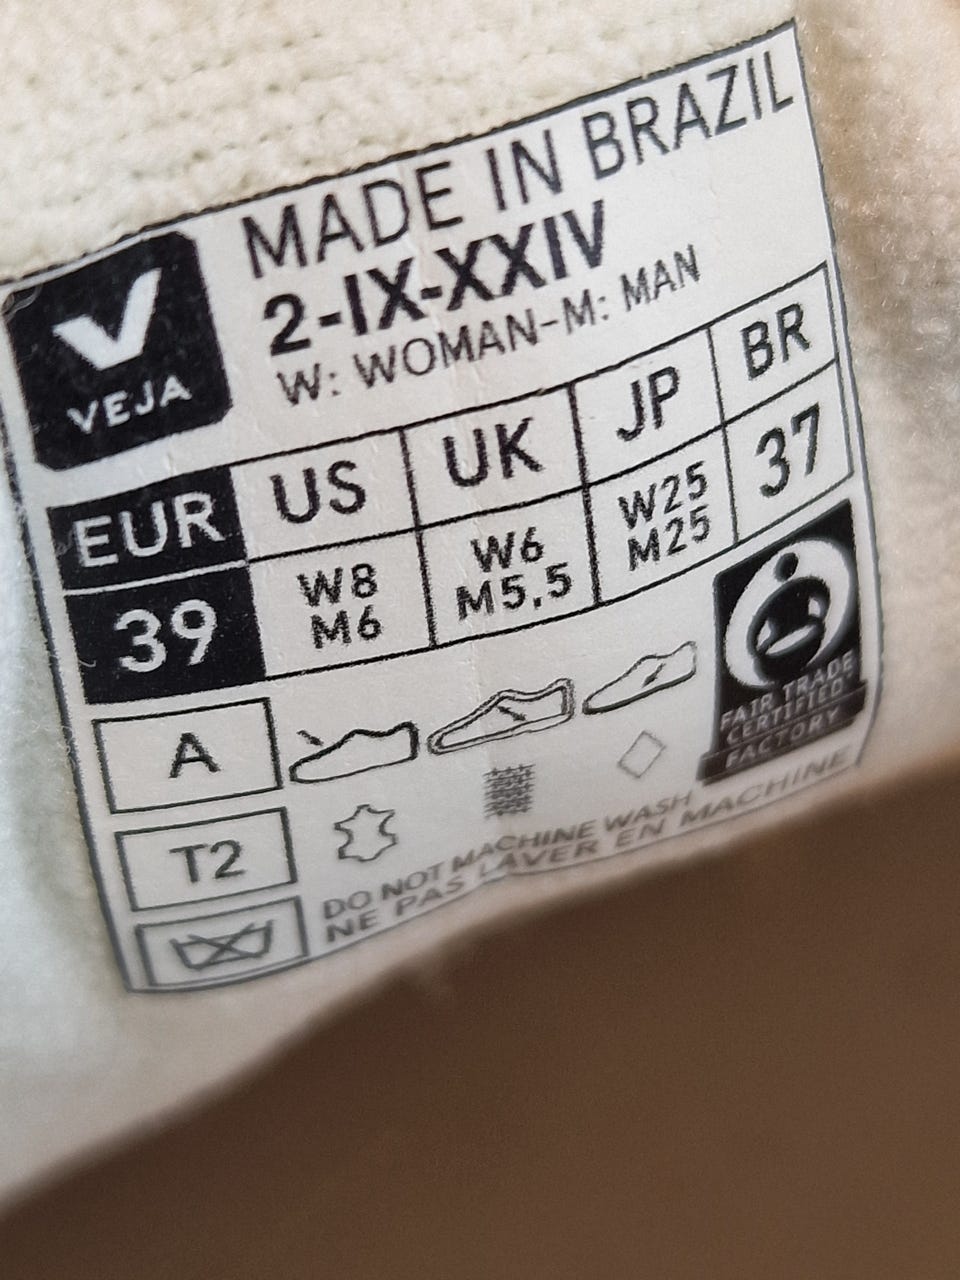 MADE IN BRAZIL
2-IX-XXIV
W: WOMAN-M: MAN
VEJA
EUR US UK JP BR
39 W8 M6 W6 M5,5 W25 M25 37
A
T2
FAIR TRADE
CERTIFIED
FACTORY
DO NOT MACHINE WASH
NE PAS LAVER EN MACHINE